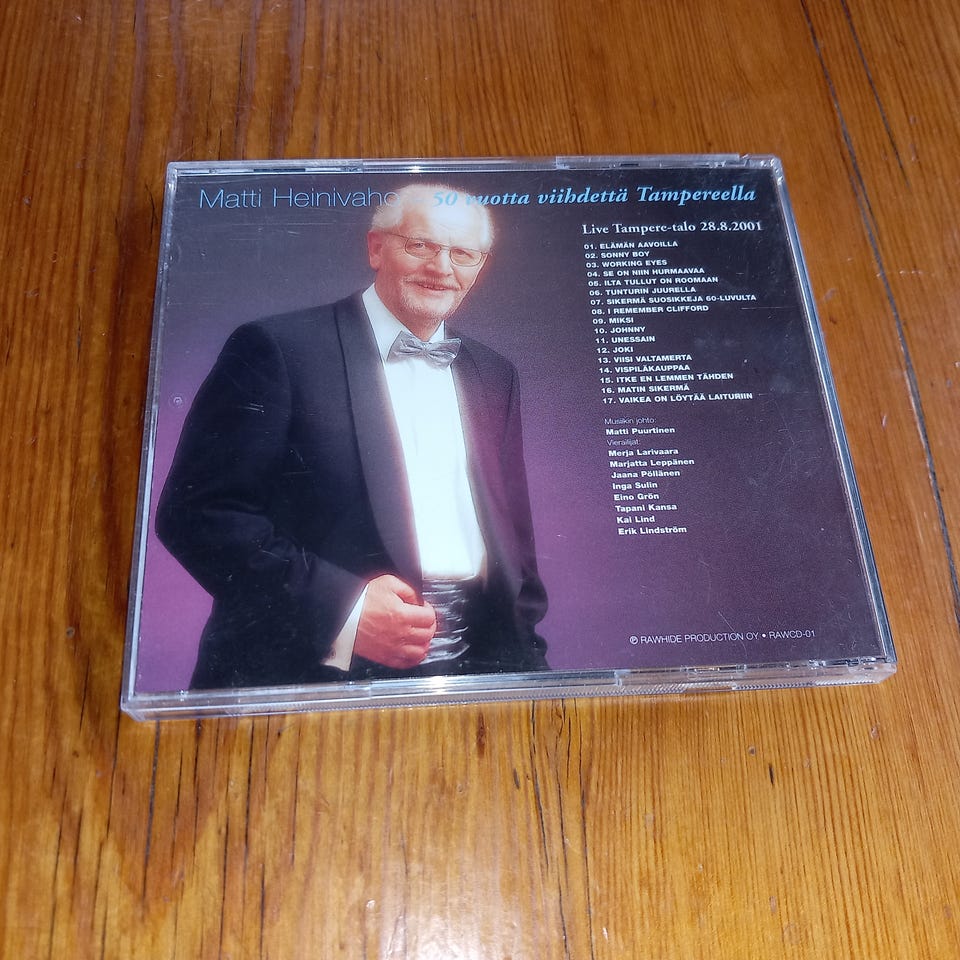 Matti Heinivaho - 50 vuotta viihdettä Tampereella
Live Tampere-talo 28.8.2001
01. ELÄMÄN AAVOILLA
02. SONNY BOY
03. WORKING EYES
04. SE ON NIIN HURMAAVAA
05. ILTA TULLUT ON ROOMAAN
06. TUNTURIN JUURELLA
07. SIKERMÄ SUOSIKKEJA 60-LUVULTA
08. I REMEMBER CLIFFORD
09. MIKSI
10. JOHNNY
11. UNESSAIN
12. JOKI
13. VIISI VALTAMERTA
14. VISPILÄKAUPPAA
15. ITKE EN LEMMEN TÄHDEN
16. MATIN SIKERMÄ
17. VAIKEA ON LÖYTÄÄ LAITURIIN
Musiikin johto:
Matti Puurtinen
Vierailijat:
Merja Larivaara
Marjatta Leppänen
Jaana Pöllänen
Inga Sulin
Eino Grön
Tapani Kansa
Kai Lind
Erik Lindström
℗ RAWHIDE PRODUCTION OY • RAWCD-01